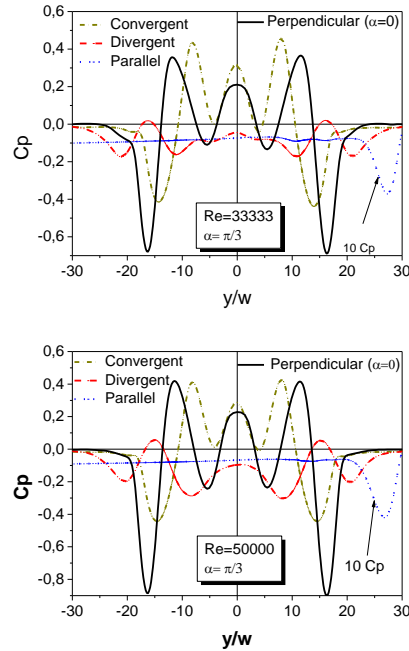 Convergent
Divergent
Parallel
Perpendicular (α=0)
0,6
0,4
0,2
0,0
-0,2
-0,4
0,6
Cp
Re=33333
α= π/3
10 Cp
-30 -20 -10 0 10 20 30
y/w
Convergent
Divergent
Parallel
Perpendicular (α=0)
0,6
0,4
0,2
0,0
-0,2
-0,4
-0,6
-0,8
Cp
Re=50000
α= π/3
10 Cp
-30 -20 -10 0 10 20 30
y/w